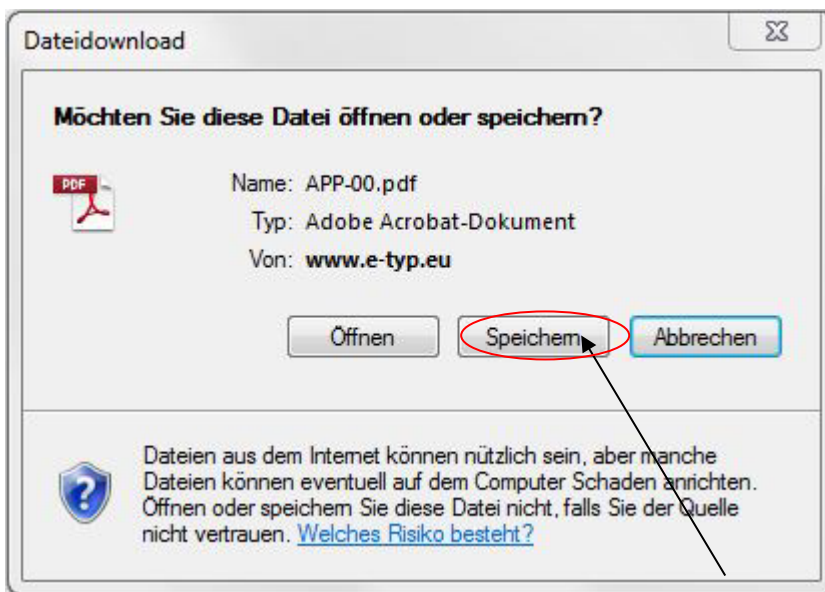 Dateidownload
Möchten Sie diese Datei öffnen oder speichern?
PDF
Name: APP-00.pdf
Typ: Adobe Acrobat-Dokument
Von: www.e-typ.eu
Öffnen Speichern Abbrechen
Dateien aus dem Internet können nützlich sein, aber manche
Dateien können eventuell auf dem Computer Schaden anrichten.
Öffnen oder speichern Sie diese Datei nicht, falls Sie der Quelle
nicht vertrauen. Welches Risiko besteht?